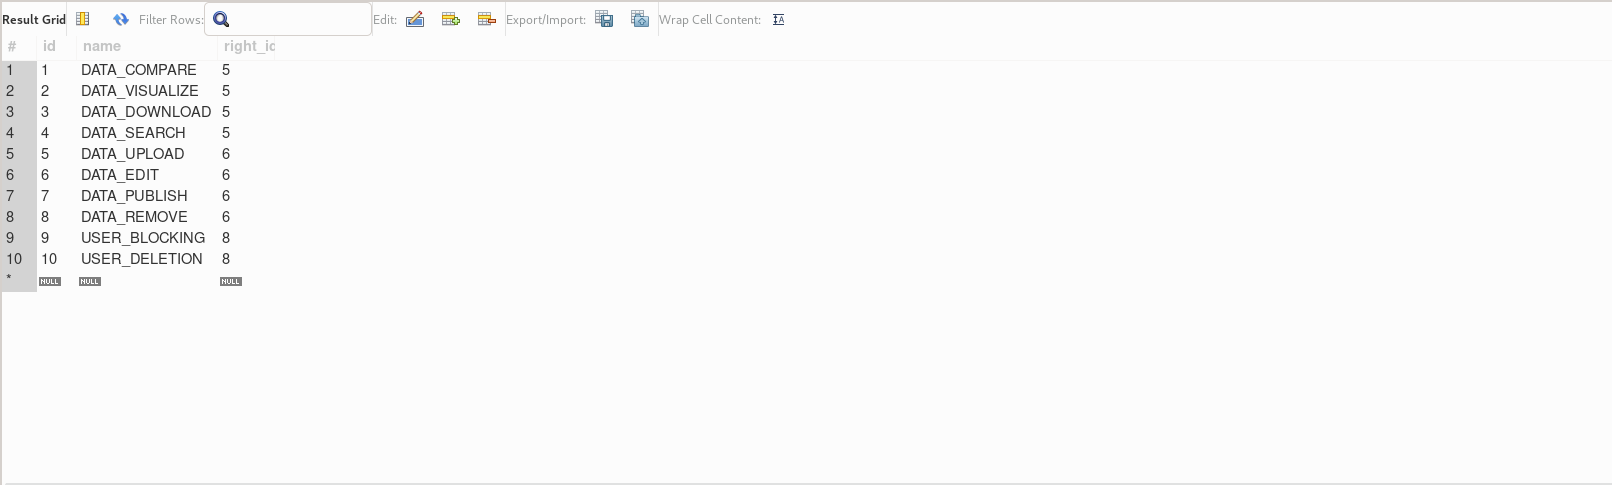 Result Grid Filter Rows: Edit: Export/Import: Wrap Cell Content:
# id name right_id
1 1 DATA_COMPARE 5
2 2 DATA_VISUALIZE 5
3 3 DATA_DOWNLOAD 5
4 4 DATA_SEARCH 5
5 5 DATA_UPLOAD 6
6 6 DATA_EDIT 6
7 7 DATA_PUBLISH 6
8 8 DATA_REMOVE 6
9 9 USER_BLOCKING 8
10 10 USER_DELETION 8
* NULL NULL NULL